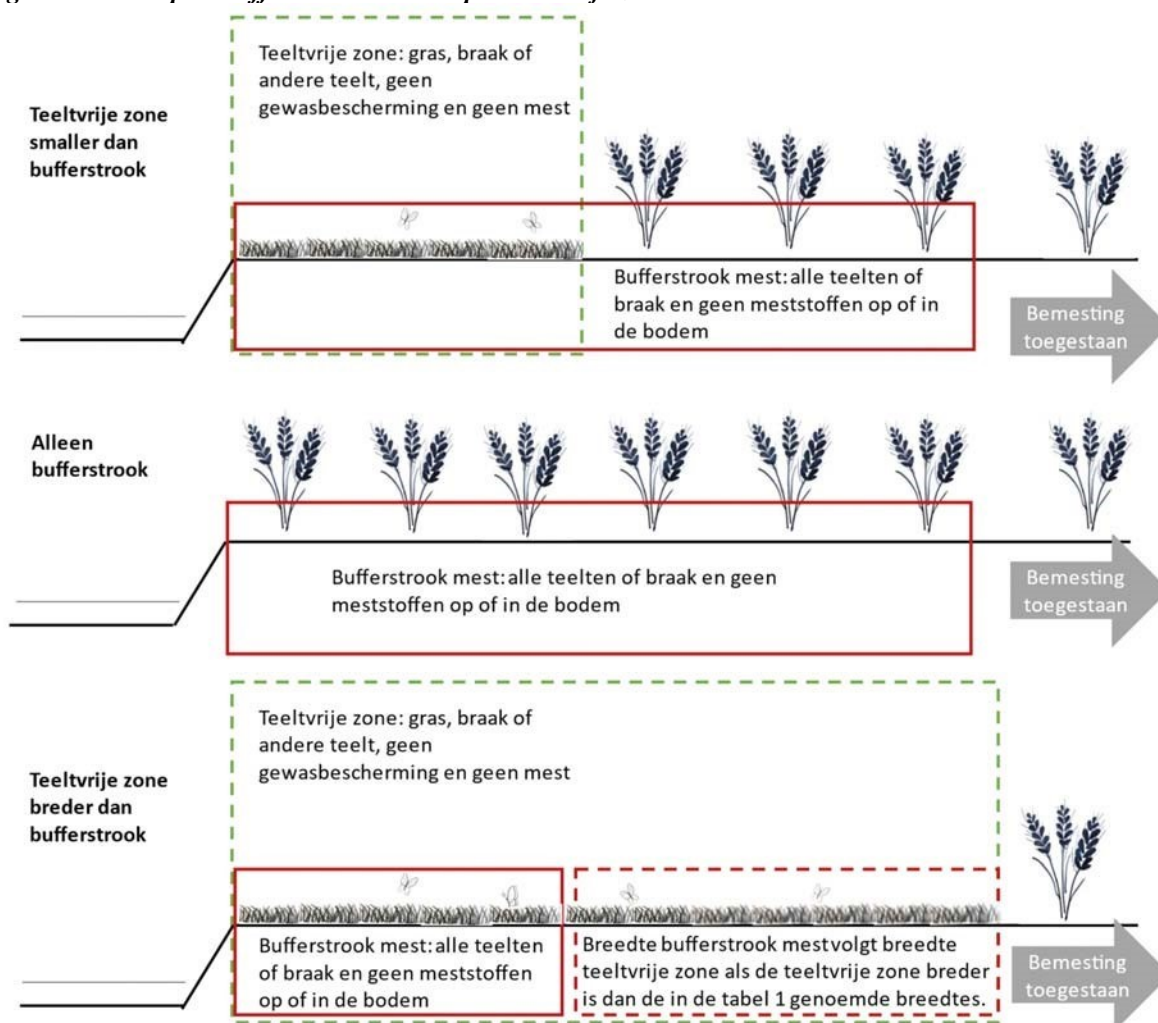 Teeltvrije zone: gras, braak of
andere teelt, geen
gewasbescherming en geen mest
Teeltvrije zone
smaller dan
bufferstrook
Bufferstrook mest: alle teelten of
braak en geen meststoffen op of in
de bodem
Bemesting
toegestaan
Alleen
bufferstrook
Bufferstrook mest: alle teelten of braak en geen
meststoffen op of in de bodem
Bemesting
toegestaan
Teeltvrije zone: gras, braak of
andere teelt, geen
gewasbescherming en geen mest
Teeltvrije zone
breder dan
bufferstrook
Bufferstrook mest: alle teelten
of braak en geen meststoffen
op of in de bodem
Breedte bufferstrook mest volgt breedte
teeltvrije zone als de teeltvrije zone breder
is dan de in de tabel 1 genoemde breedtes.
Bemesting
toegestaan